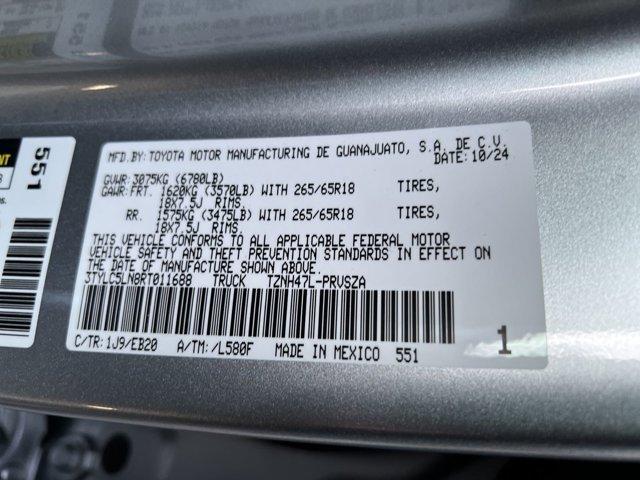 MFD.BY: TOYOTA MOTOR MANUFACTURING DE GUANAJUATO, S.A. DE C.V.
DATE: 10/24
GVWR: 3075KG (6780LB)
GAWR: FRT. 1620KG (3570LB) WITH 265/65R18 TIRES,
18X7.5J RIMS.
RR. 1575KG (3475LB) WITH 265/65R18 TIRES,
18X7.5J RIMS.
THIS VEHICLE CONFORMS TO ALL APPLICABLE FEDERAL MOTOR
VEHICLE SAFETY AND THEFT PREVENTION STANDARDS IN EFFECT ON
THE DATE OF MANUFACTURE SHOWN ABOVE.
3TYLC5LN8RT011688 TRUCK TZNH47L-PRVSZA
C/TR: 1J9/EB20 A/TM: /L580F MADE IN MEXICO 551
1
551